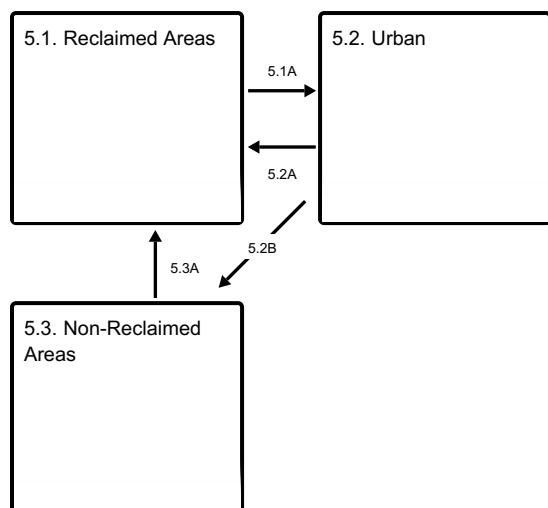 5.1. Reclaimed Areas
5.2. Urban
5.1A
5.2A
5.2B
5.3A
5.3. Non-Reclaimed
Areas